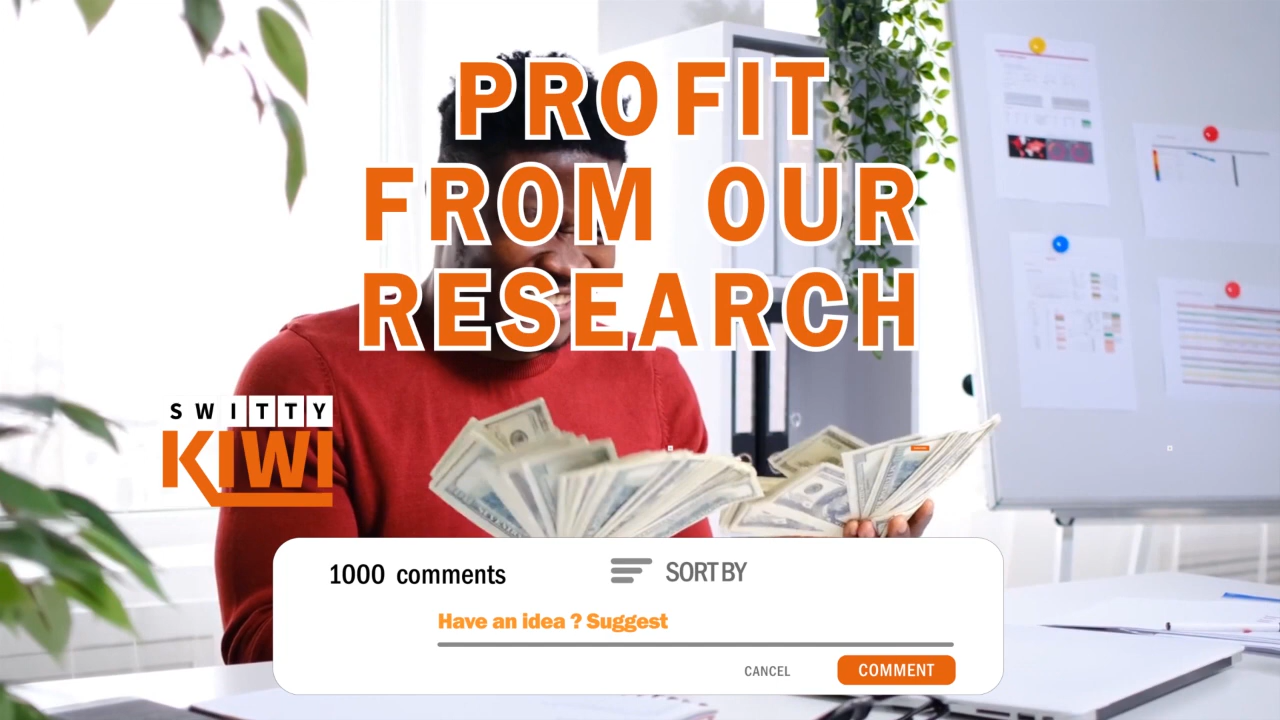 PROFIT
FROM OUR
RESEARCH
SWITTY
KIWI
1000 comments
SORT BY
Have an idea ? Suggest
CANCEL
COMMENT